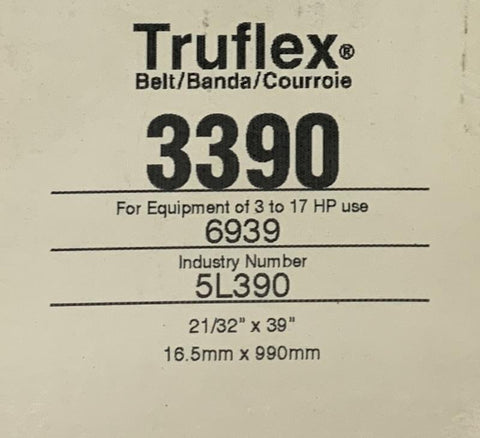 Truflex®
Belt/Banda/Courroie
3390
For Equipment of 3 to 17 HP use
6939
Industry Number
5L390
21/32" x 39"
16.5mm x 990mm